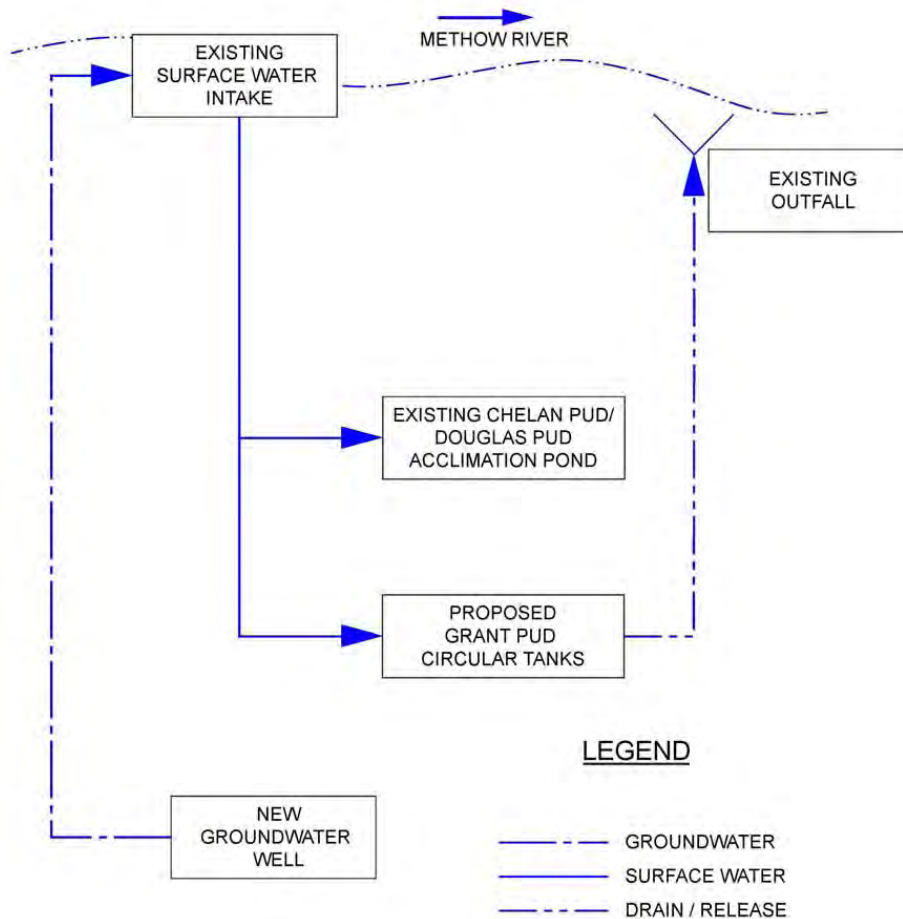 METHOW RIVER
EXISTING
SURFACE WATER
INTAKE
EXISTING
OUTFALL
EXISTING CHELAN PUD/
DOUGLAS PUD
ACCLIMATION POND
PROPOSED
GRANT PUD
CIRCULAR TANKS
NEW
GROUNDWATER
WELL
LEGEND
GROUNDWATER
SURFACE WATER
DRAIN / RELEASE